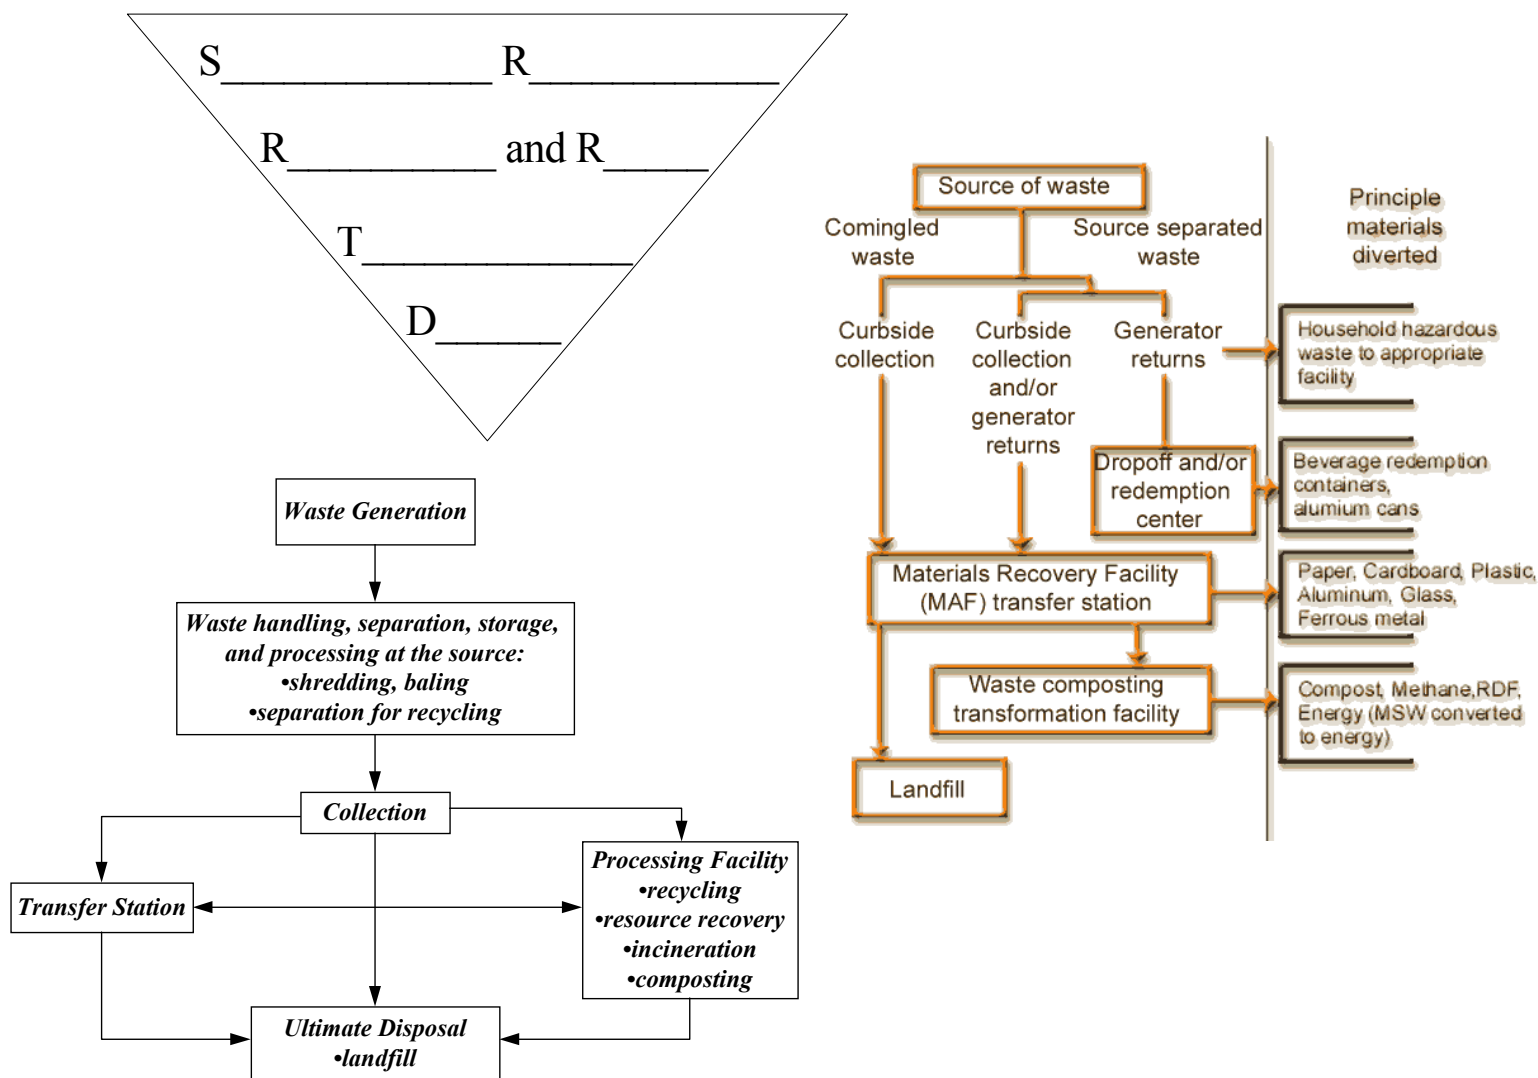 S_____________ R____________
R__________ and R_____
T_____________
D______
Waste Generation
Waste handling, separation, storage,
and processing at the source:
•shredding, baling
•separation for recycling
Collection
Transfer Station
Processing Facility
•recycling
•resource recovery
•incineration
•composting
Ultimate Disposal
•landfill
Source of waste
Comingled
waste
Source separated
waste
Principle
materials
diverted
Curbside
collection
Curbside
collection
and/or
generator
returns
Generator
returns
Household hazardous
waste to appropriate
facility
Dropoff and/or
redemption
center
Beverage redemption
containers,
alumium cans
Materials Recovery Facility
(MAF) transfer station
Paper, Cardboard, Plastic,
Aluminum, Glass,
Ferrous metal
Waste composting
transformation facility
Compost, Methane,RDF,
Energy (MSW converted
to energy)
Landfill